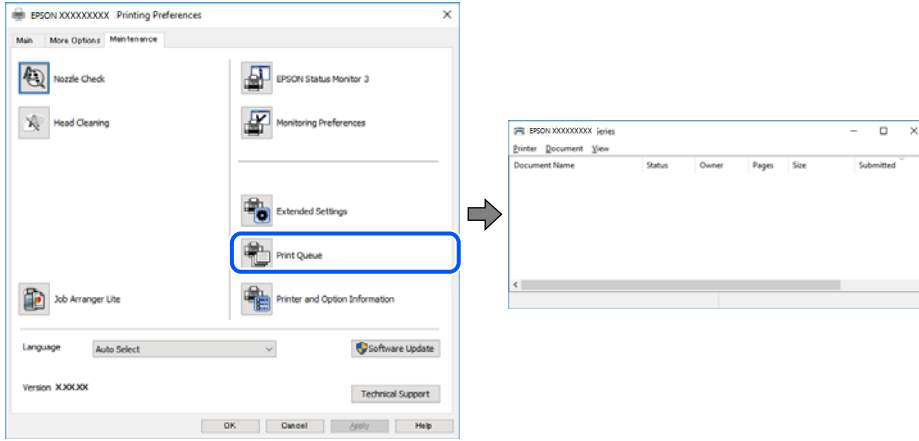 EPSON XXXXXXXXX Printing Preferences
Main More Options Maintenance
Nozzle Check
EPSON Status Monitor 3
Head Cleaning
Monitoring Preferences
Extended Settings
Print Queue
Job Arranger Lite
Printer and Option Information
Language
Auto Select
Software Update
Version X.XX.XX
Technical Support
OK Cancel Apply Help
EPSON XXXXXXXXX Series
Printer Document View
Document Name Status Owner Pages Size Submitted